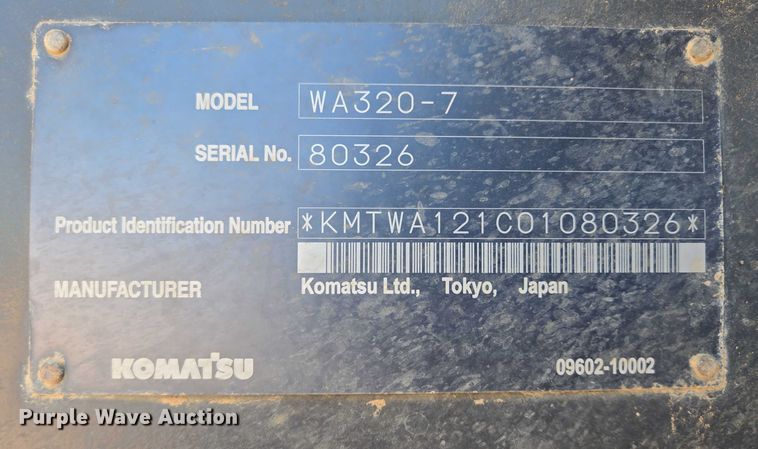 MODEL WA320-7
SERIAL No. 80326
Product Identification Number *KMTWA121C01080326*
MANUFACTURER Komatsu Ltd., Tokyo, Japan
KOMATSU 09602-10002
Purple Wave Auction